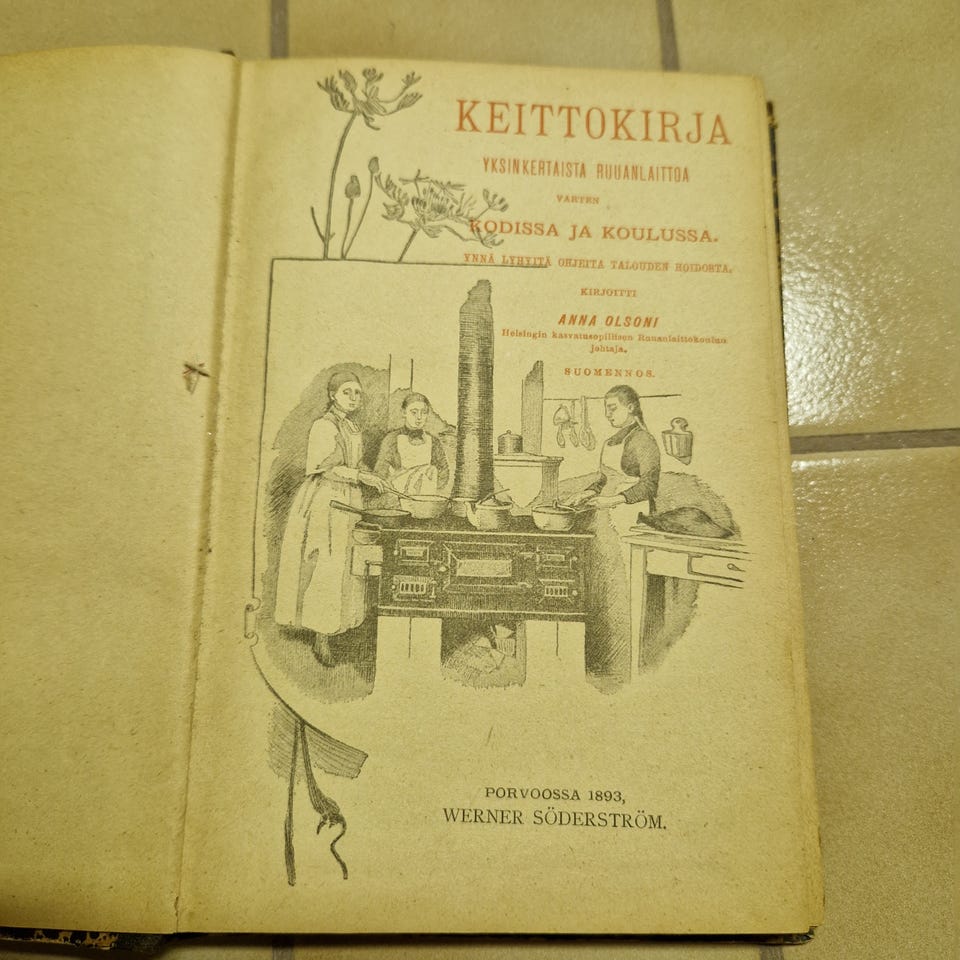 KEITTOKIRJA
YKSINKERTAISTA RUUANLAITTOA
VARTEN
KODISSA JA KOULUSSA.
YNNÄ LYHYITÄ OHJEITA TALOUDEN HOIDOSTA.
KIRJOITTI
ANNA OLSONI
Helsingin kasvatusopillisen Ruuanlaittokoulun
johtaja.
SUOMENNOS.
PORVOOSSA 1893,
WERNER SÖDERSTRÖM.